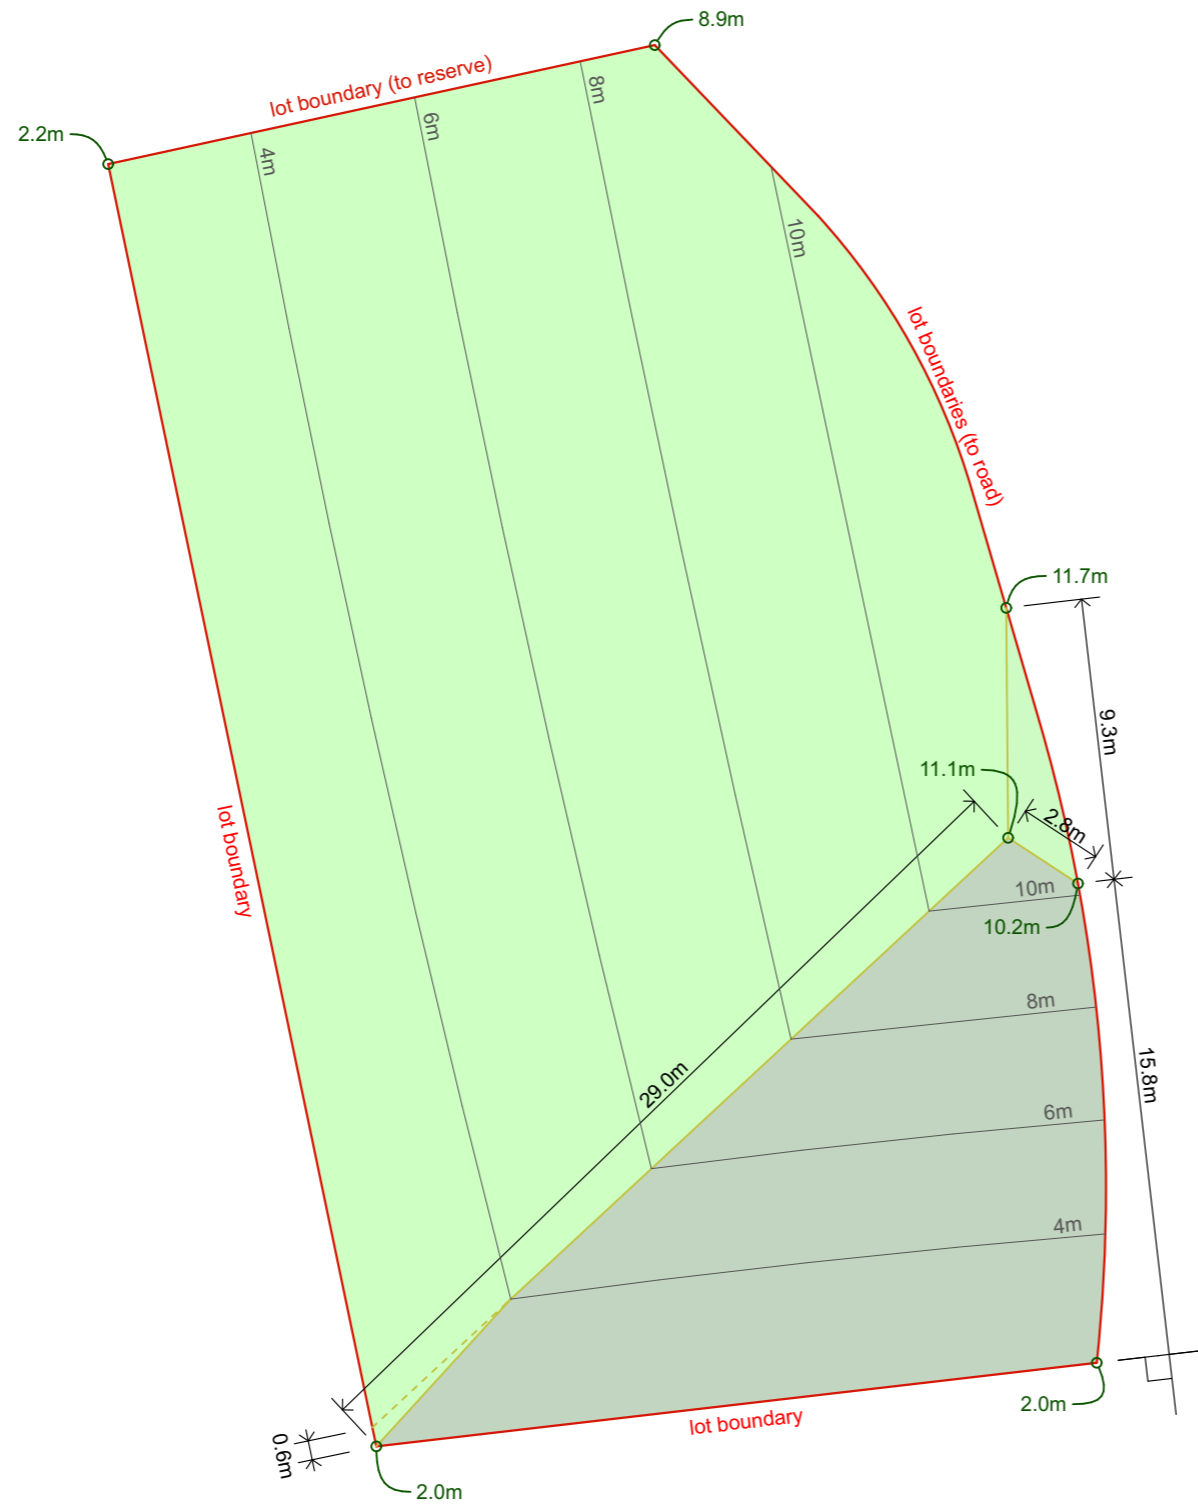 8.9m
lot boundary (to reserve)
2.2m
8m
6m
4m
10m
lot boundaries (to road)
11.7m
9.3m
11.1m
2.8m
lot boundary
10m
10.2m
8m
29.0m
15.8m
6m
4m
2.0m
lot boundary
0.6m
2.0m